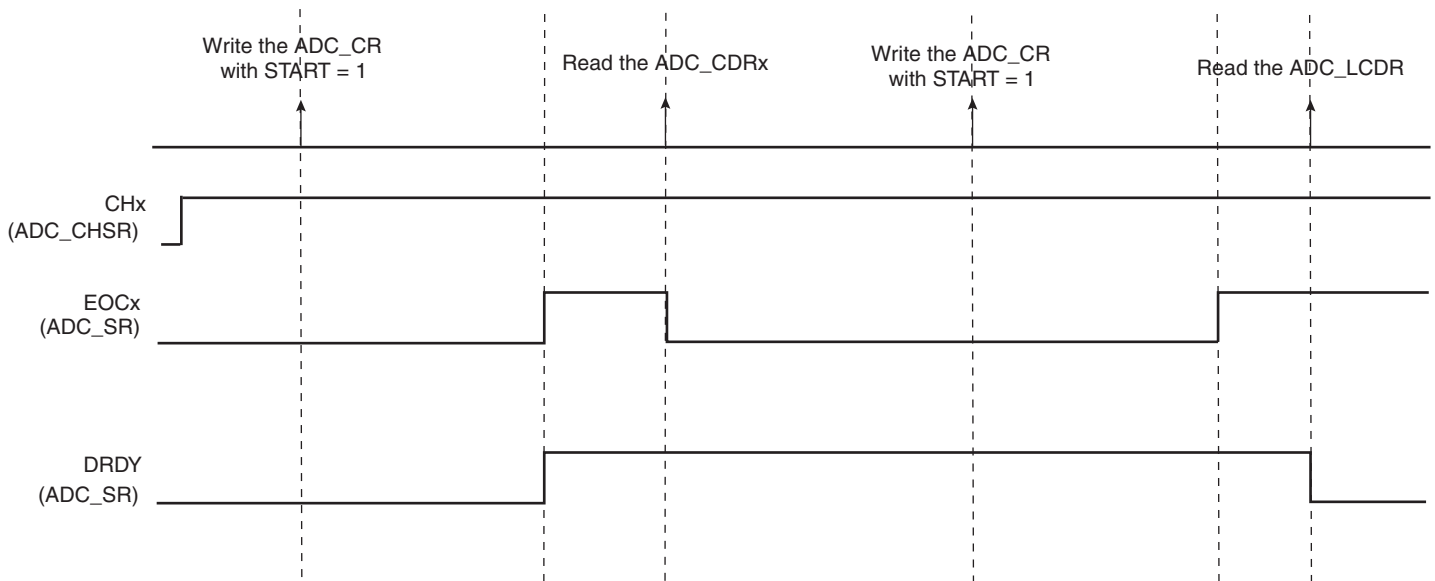 Write the ADC_CR
with START = 1
Read the ADC_CDRx
Write the ADC_CR
with START = 1
Read the ADC_LCDR
CHx
(ADC_CHSR)
EOCx
(ADC_SR)
DRDY
(ADC_SR)